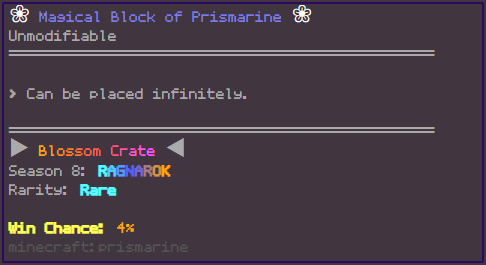 ❀ Magical Block of Prismarine ❀
Unmodifiable
> Can be placed infinitely.
▶ Blossom Crate ◀
Season 8: RAGNAROK
Rarity: Rare
Win Chance: 4%
minecraft:prismarine